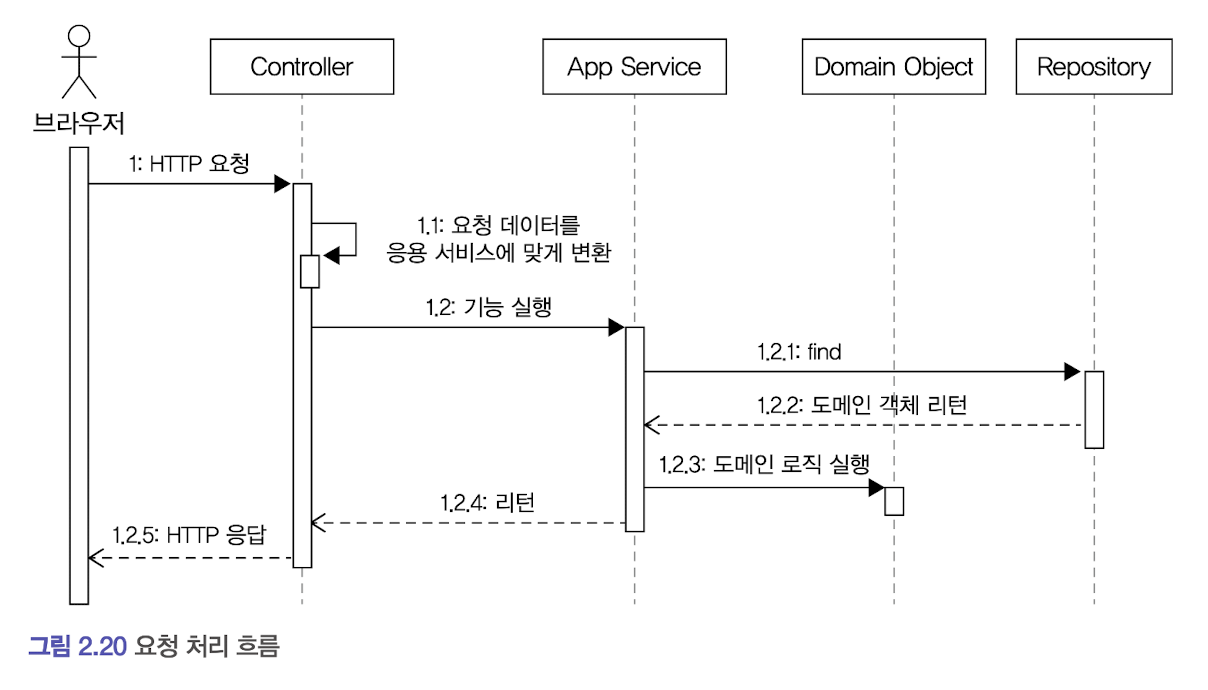 Controller
App Service
Domain Object
Repository
브라우저
1: HTTP 요청
1.1: 요청 데이터를
응용 서비스에 맞게 변환
1.2: 기능 실행
1.2.1: find
1.2.2: 도메인 객체 리턴
1.2.3: 도메인 로직 실행
1.2.4: 리턴
1.2.5: HTTP 응답
그림 2.20 요청 처리 흐름